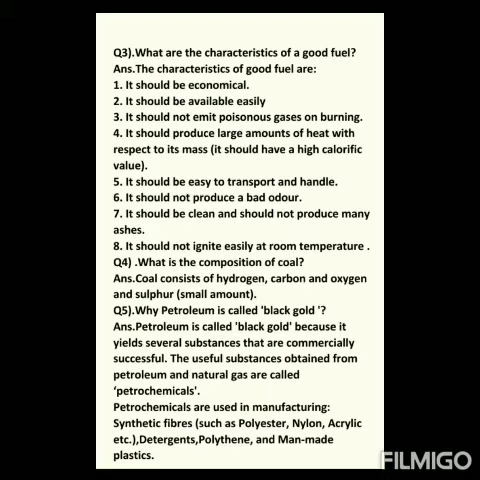 Q3).What are the characteristics of a good fuel?
Ans.The characteristics of good fuel are:
1. It should be economical.
2. It should be available easily
3. It should not emit poisonous gases on burning.
4. It should produce large amounts of heat with
respect to its mass (it should have a high calorific
value).
5. It should be easy to transport and handle.
6. It should not produce a bad odour.
7. It should be clean and should not produce many
ashes.
8. It should not ignite easily at room temperature .
Q4) .What is the composition of coal?
Ans.Coal consists of hydrogen, carbon and oxygen
and sulphur (small amount).
Q5).Why Petroleum is called 'black gold '?
Ans.Petroleum is called 'black gold' because it
yields several substances that are commercially
successful. The useful substances obtained from
petroleum and natural gas are called
‘petrochemicals'.
Petrochemicals are used in manufacturing:
Synthetic fibres (such as Polyester, Nylon, Acrylic
etc.),Detergents,Polythene, and Man-made
plastics.
FILMIGO